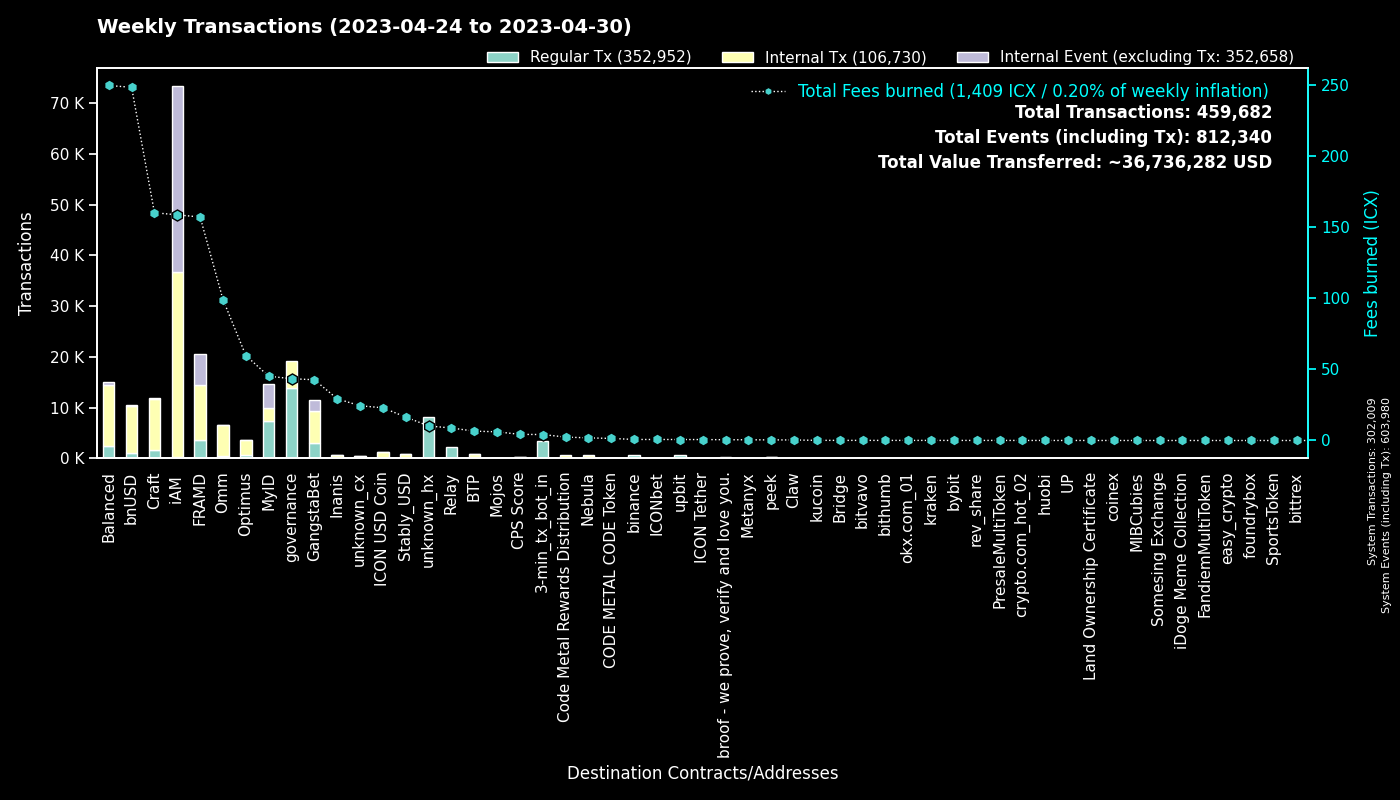 Weekly Transactions (2023-04-24 to 2023-04-30)
Regular Tx (352,952)
Internal Tx (106,730)
Internal Event (excluding Tx: 352,658)
Total Fees burned (1,409 ICX / 0.20% of weekly inflation)
Total Transactions: 459,682
Total Events (including Tx): 812,340
Total Value Transferred: ~36,736,282 USD
Transactions
70 K
60 K
50 K
40 K
30 K
20 K
10 K
0 K
250
200
150
100
50
0
Fees burned (ICX)
System Transactions: 302,009
System Events (including Tx): 603,980
Balanced
bnUSD
Craft
iAM
FRAMD
Omm
Optimus
MyID
governance
GangstaBet
Inanis
unknown_cx
ICON USD Coin
Stably_USD
unknown_hx
Relay
BTP
Mojos
CPS Score
3-min_tx_bot_in
Code Metal Rewards Distribution
Nebula
CODE METAL CODE Token
binance
ICONbet
upbit
ICON Tether
broof - we prove, verify and love you.
Metanyx
peek
Claw
kucoin
Bridge
bitvavo
bithumb
okx.com_01
kraken
bybit
rev_share
PresaleMultiToken
crypto.com_hot_02
huobi
UP
Land Ownership Certificate
coinex
MIBCubies
Somesing Exchange
iDoge Meme Collection
FandiemMultiToken
easy_crypto
foundrybox
SportsToken
bittrex
Destination Contracts/Addresses